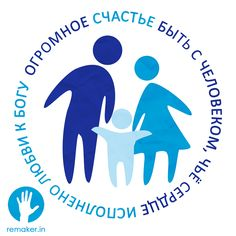 ОГРОМНОЕ СЧАСТЬЕ БЫТЬ С ЧЕЛОВЕКОМ, ЧЬЁ СЕРДЦЕ ИСПОЛНЕНО ЛЮБВИ К БОГУ
remaker.in